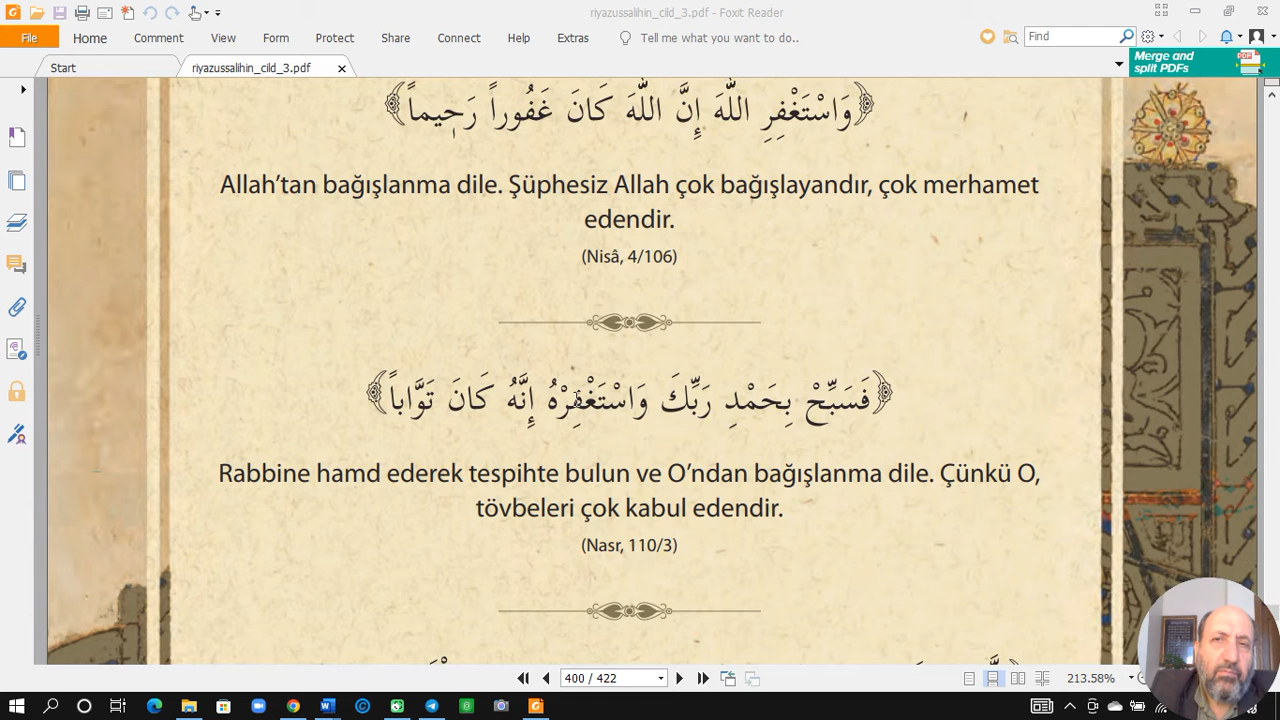 riyazussalihin_cild_3.pdf - Foxit Reader
File Home Comment View Form Protect Share Connect Help Extras Tell me what you want to do.. Find
Start riyazussalihin_cild_3.pdf
Merge and
split PDFs
﴿وَاسْتَغْفِرِ اللّٰهَ إِنَّ اللّٰهَ كَانَ غَفُوراً رَحِيماً﴾
Allah’tan bağışlanma dile. Şüphesiz Allah çok bağışlayandır, çok merhamet
edendir.
(Nisâ, 4/106)
﴿فَسَبِّحْ بِحَمْدِ رَبِّكَ وَاسْتَغْفِرْهُ إِنَّهُ كَانَ تَوَّاباً﴾
Rabbine hamd ederek tespihte bulun ve O’ndan bağışlanma dile. Çünkü O,
tövbeleri çok kabul edendir.
(Nasr, 110/3)
400 / 422 213.58%